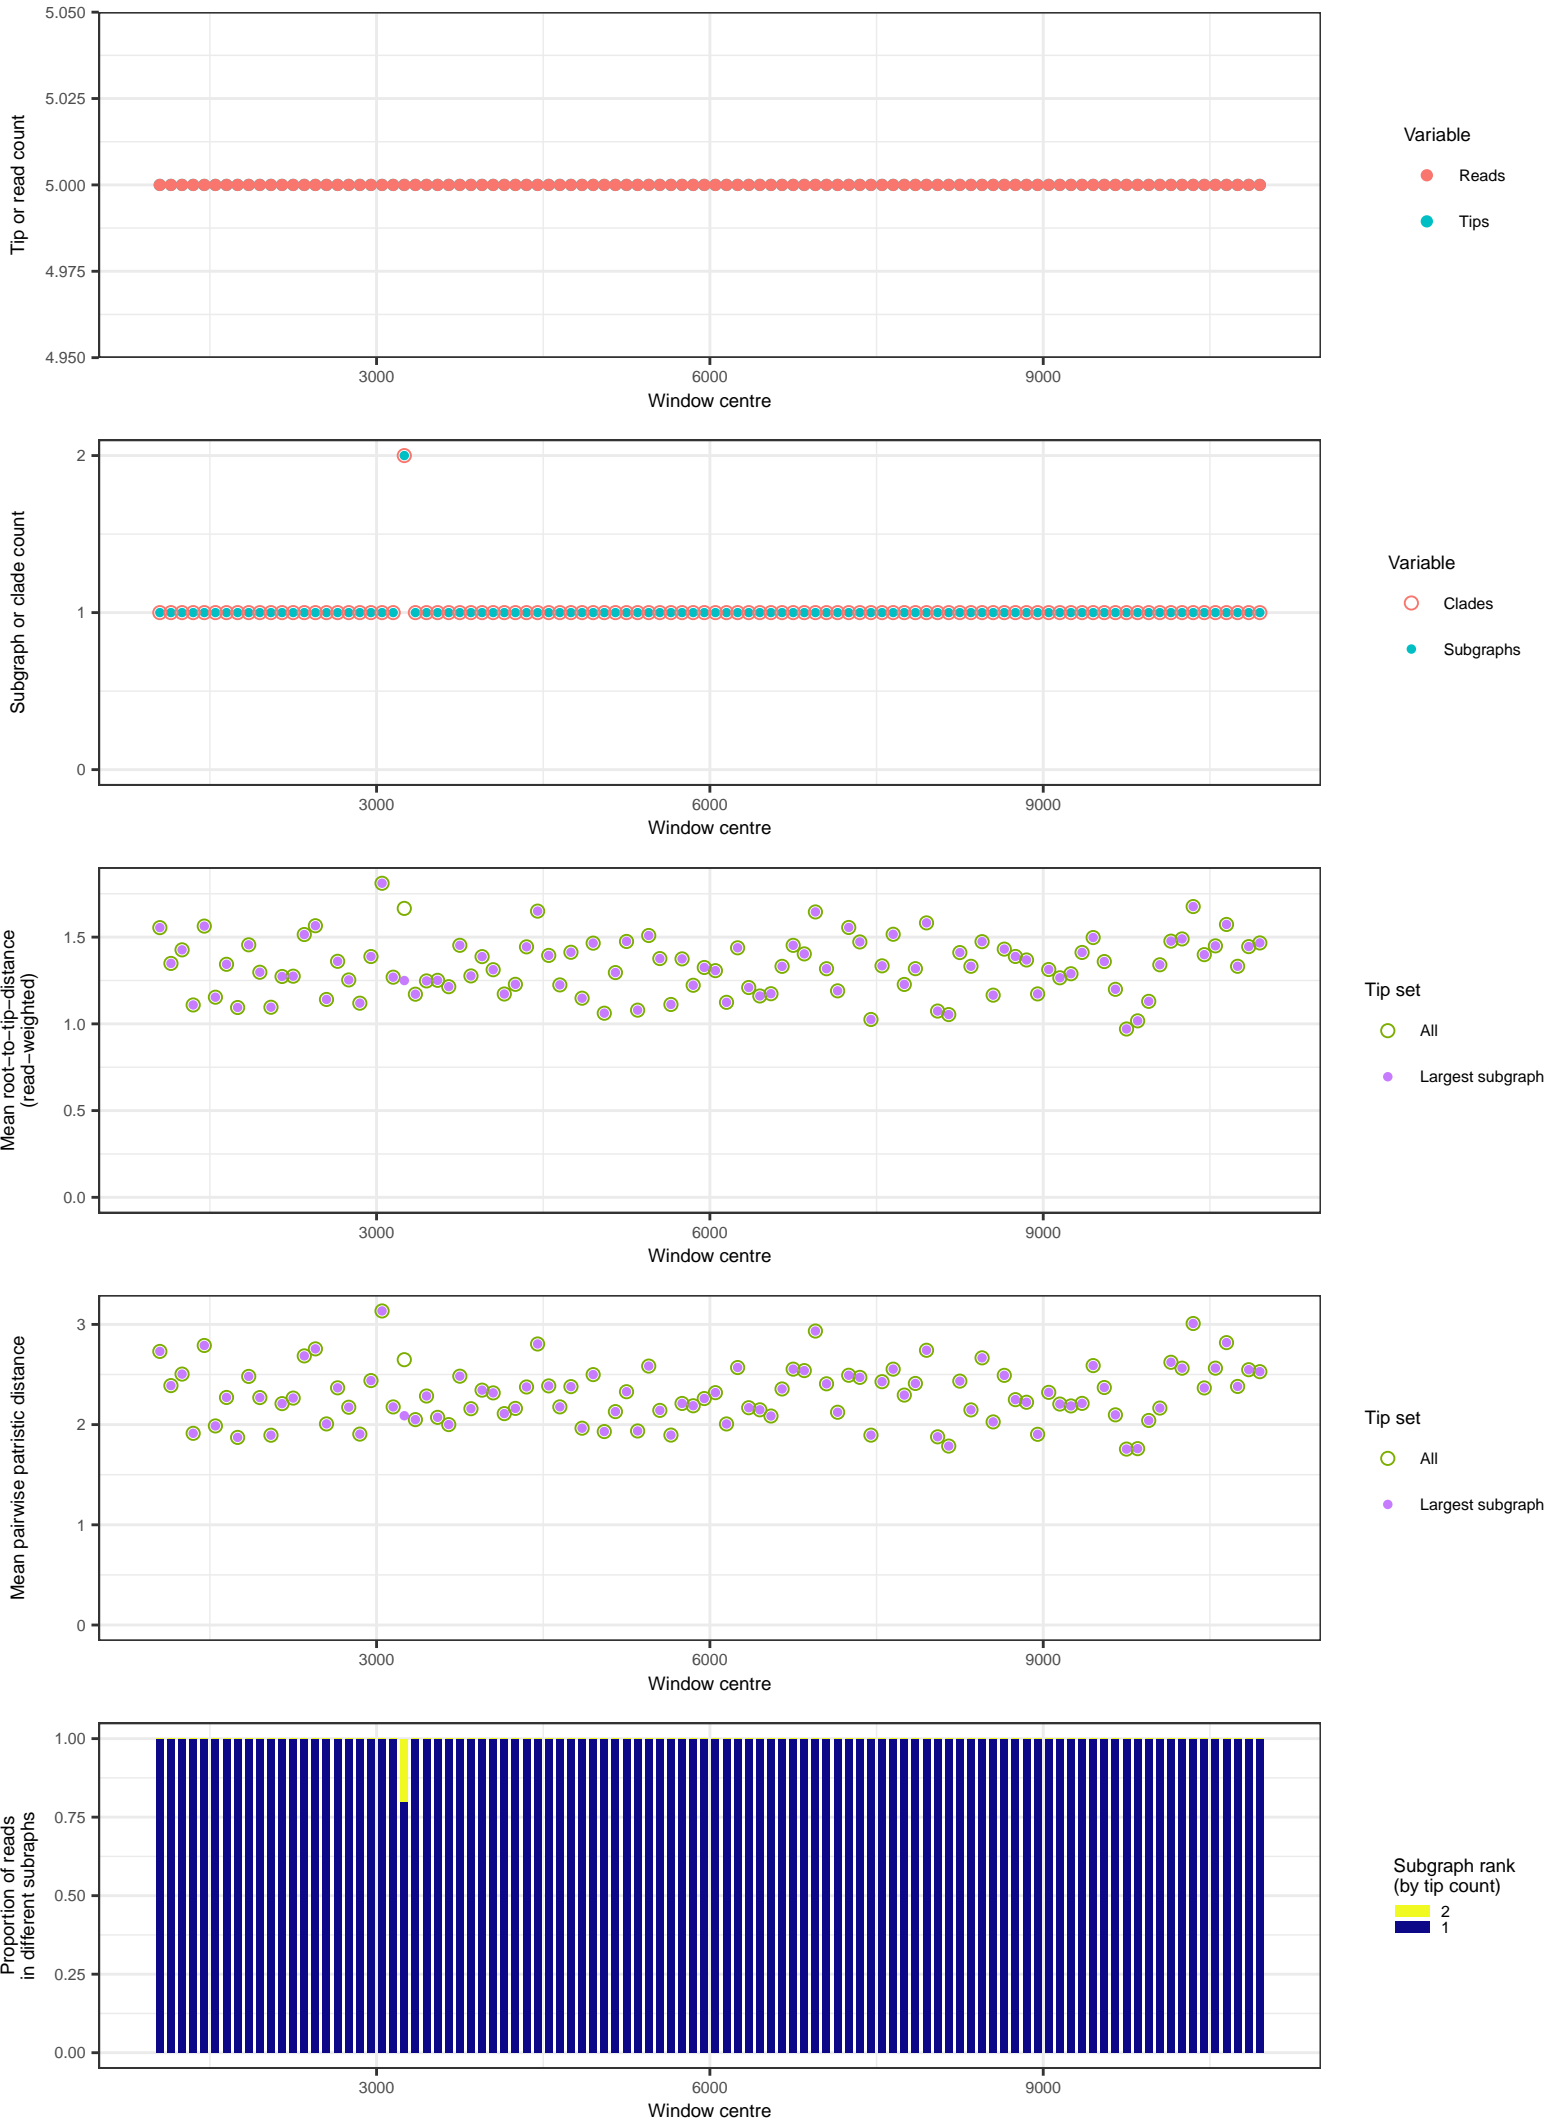 5.050
5.025
5.000
4.975
4.950
Tip or read count
3000
6000
9000
Window centre
Variable
Reads
Tips
2
1
0
Subgraph or clade count
3000
6000
9000
Window centre
Variable
Clades
Subgraphs
1.5
1.0
0.5
0.0
Mean root−to−tip−distance
(read−weighted)
3000
6000
9000
Window centre
Tip set
All
Largest subgraph
3
2
1
0
Mean pairwise patristic distance
3000
6000
9000
Window centre
Tip set
All
Largest subgraph
1.00
0.75
0.50
0.25
0.00
Proportion of reads
in different subraphs
3000
6000
9000
Window centre
Subgraph rank
(by tip count)
2
1